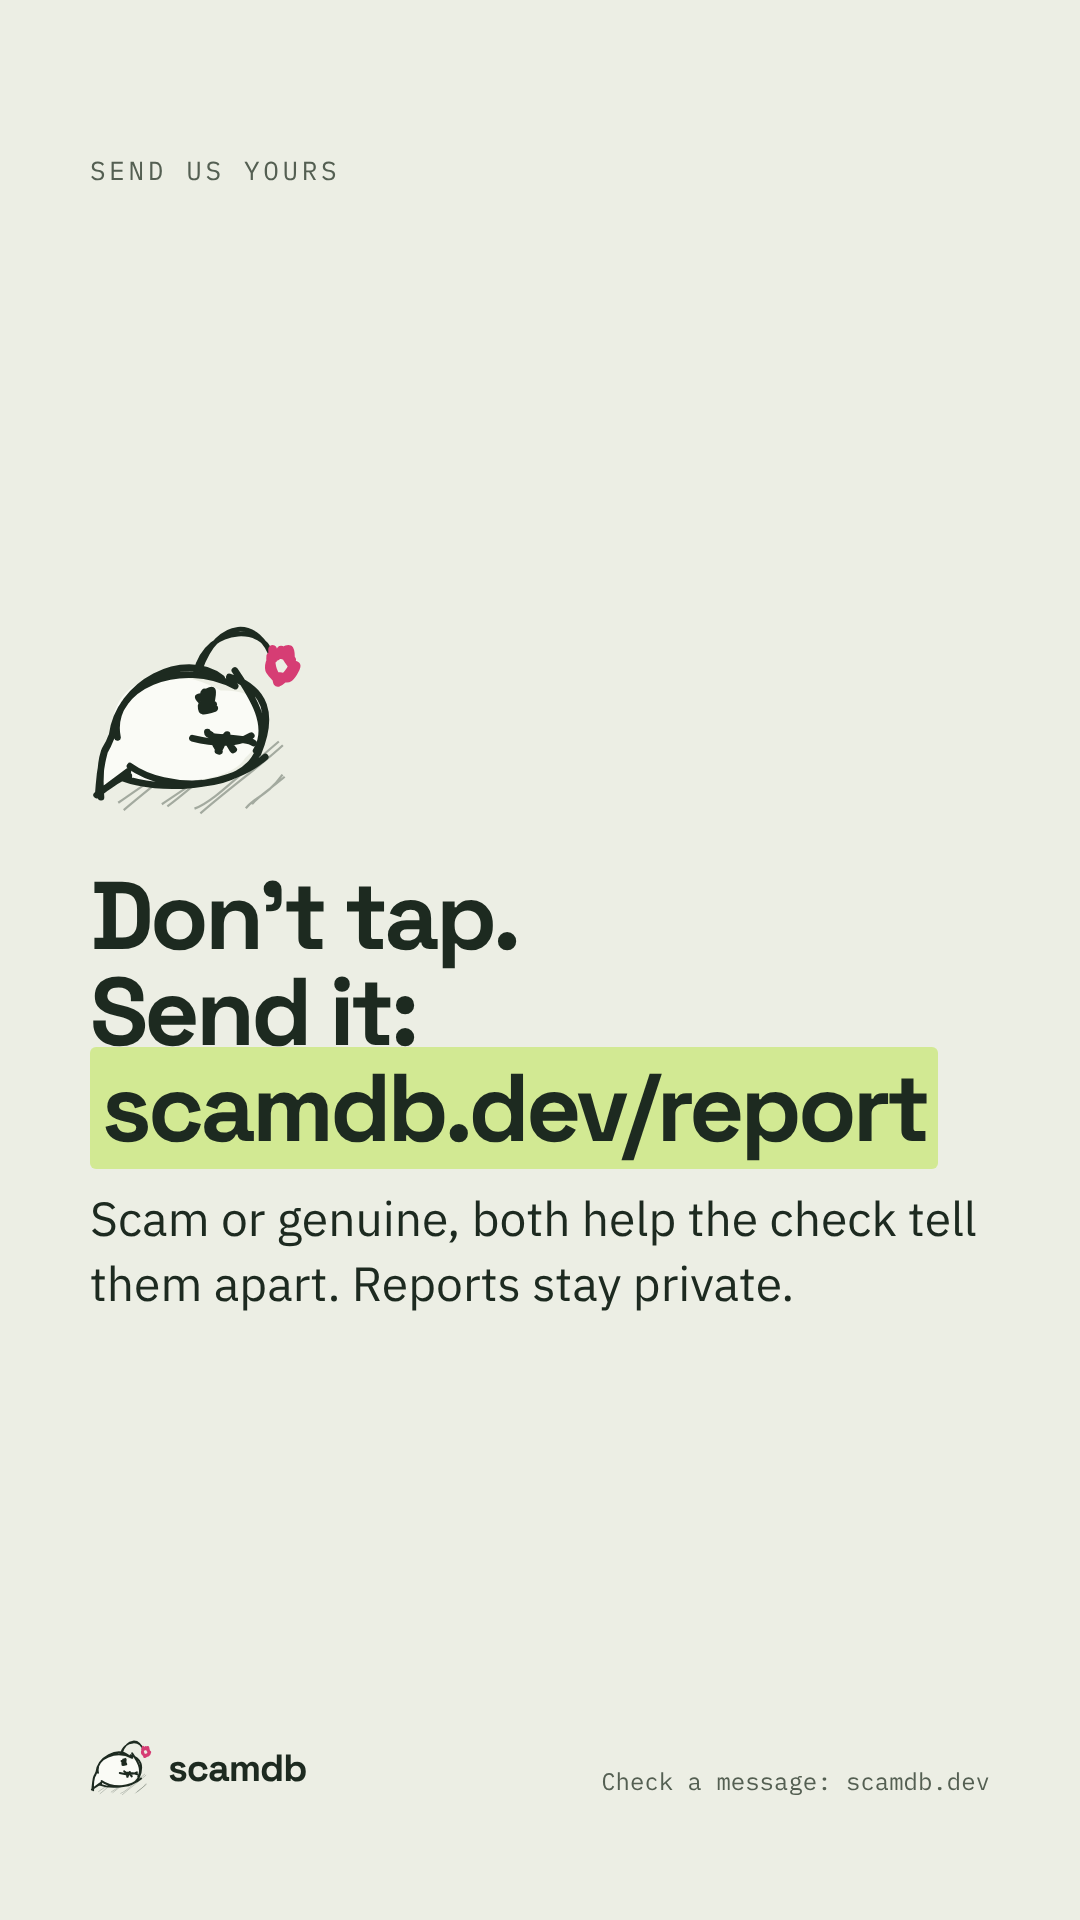 SEND US YOURS
Don’t tap.
Send it:
scamdb.dev/report
Scam or genuine, both help the check tell
them apart. Reports stay private.
scamdb
Check a message: scamdb.dev